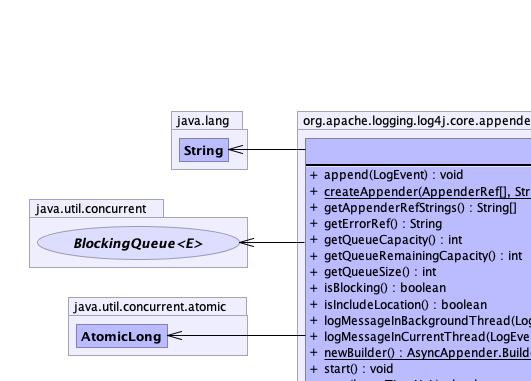 java.lang
String
java.util.concurrent
BlockingQueue<E>
java.util.concurrent.atomic
AtomicLong
org.apache.logging.log4j.core.appende
+ append(LogEvent) : void
+ createAppender(AppenderRef[], Str
+ getAppenderRefStrings() : String[]
+ getErrorRef() : String
+ getQueueCapacity() : int
+ getQueueRemainingCapacity() : int
+ getQueueSize() : int
+ isBlocking() : boolean
+ isIncludeLocation() : boolean
+ logMessageInBackgroundThread(Log
+ logMessageInCurrentThread(LogEve
+ newBuilder() : AsyncAppender.Build
+ start() : void